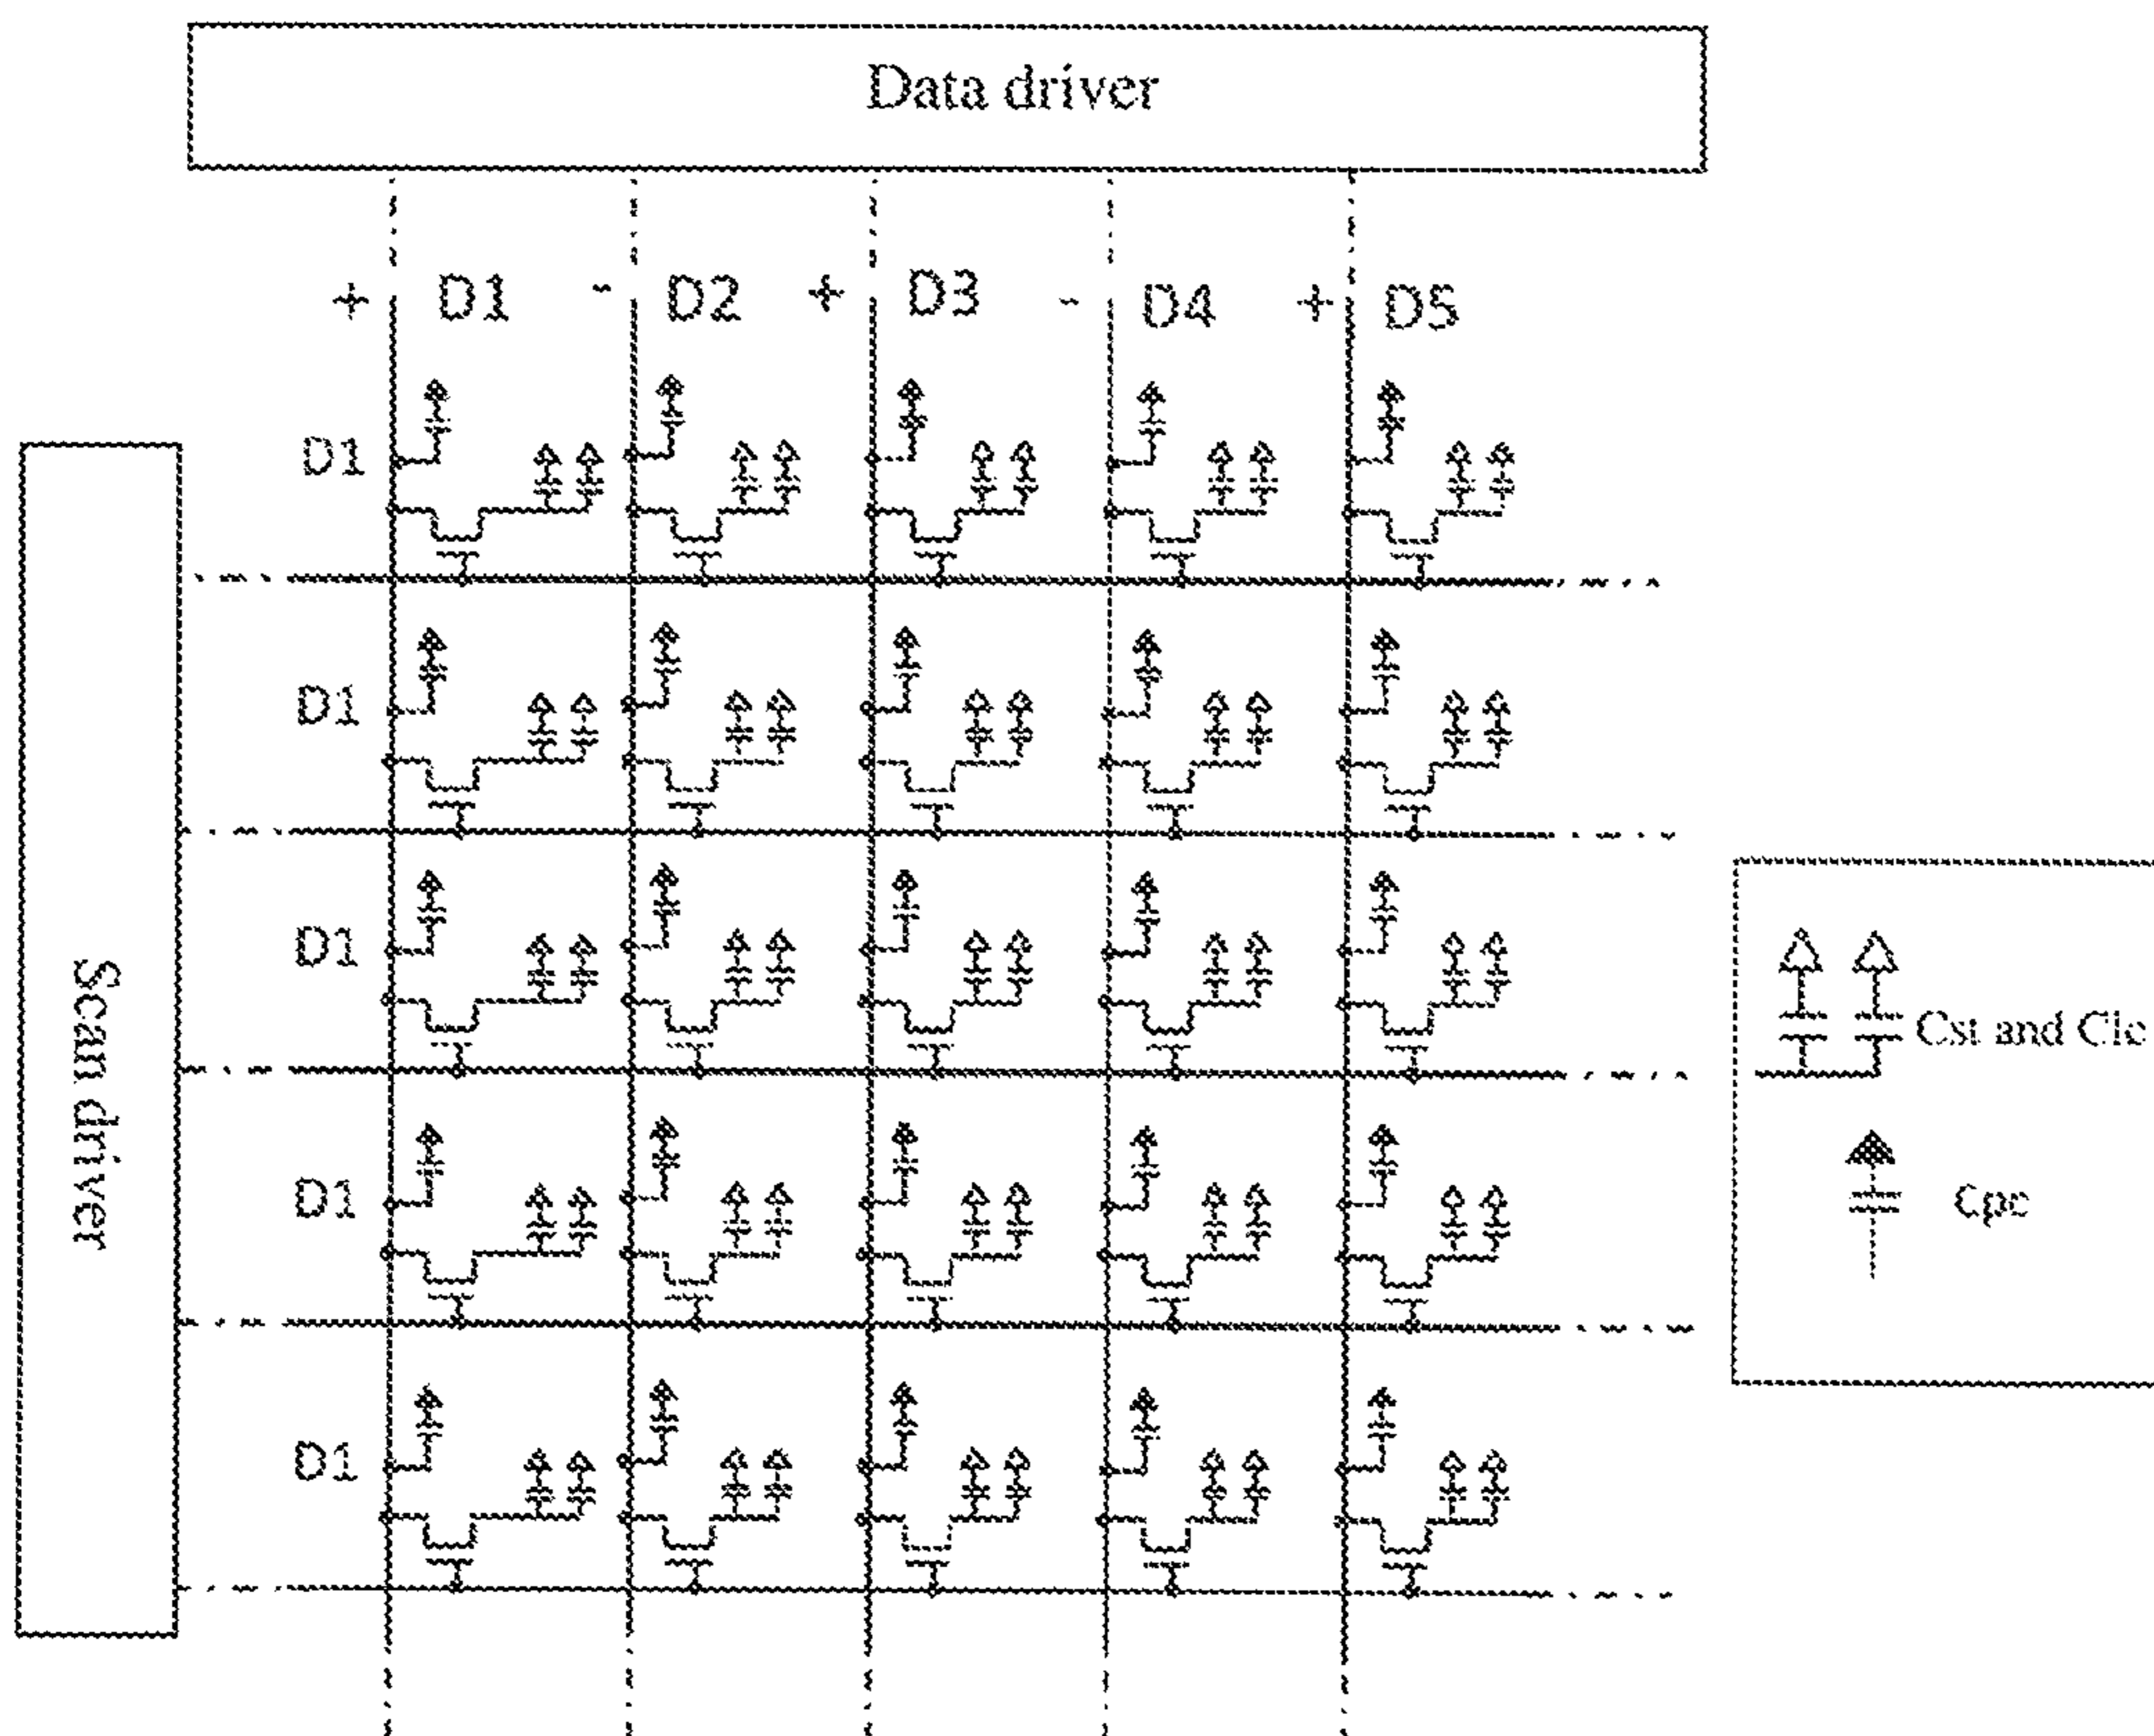 Data driver
+ D1 - D2 + D3 - D4 + D5
D1
D1
D1
D1
D1
Scan driver
Cst and Clc
Cpc